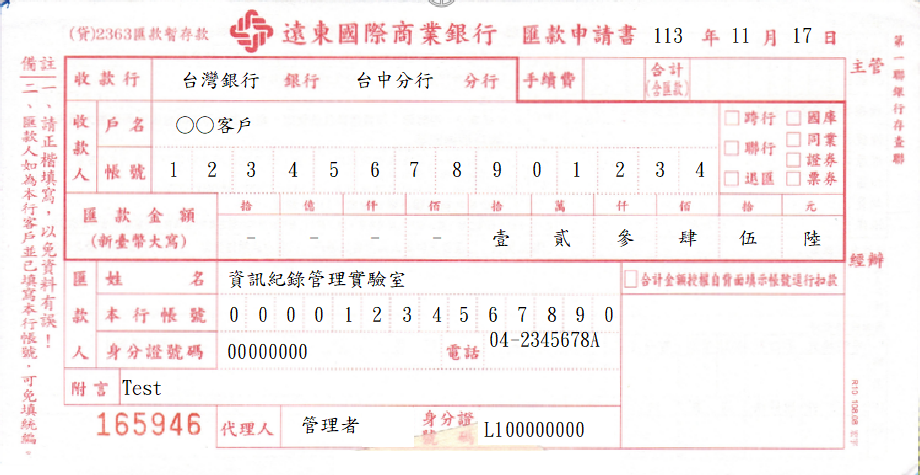 (貸)2363匯款暫存款 遠東國際商業銀行 匯款申請書 113 年 11 月 17 日
收款行 台灣銀行 銀行 台中分行 分行 手續費 合計(含匯款)
收款人 戶名 ○○客戶
帳號 1 2 3 4 5 6 7 8 9 0 1 2 3 4
□跨行 □國庫
□聯行 □同業
□證券
□退匯 □票券
匯款金額(新臺幣大寫)
拾 億 仟 佰 拾 萬 仟 佰 拾 元
- - - - 壹 貳 參 肆 伍 陸
匯款人 姓名 資訊紀錄管理實驗室
□合計金額授權自背面填示帳號逕行扣款
本行帳號 0 0 0 0 1 2 3 4 5 6 7 8 9 0
身分證號碼 00000000 電話 04-2345678A
附言 Test
165946 代理人 管理者 身分證號碼 L100000000
備註
一、請正楷填寫，以免資料有誤！
二、匯款人如為本行客戶並已填寫本行帳號，可免填統編。
第一聯銀行存查聯
主管
經辦